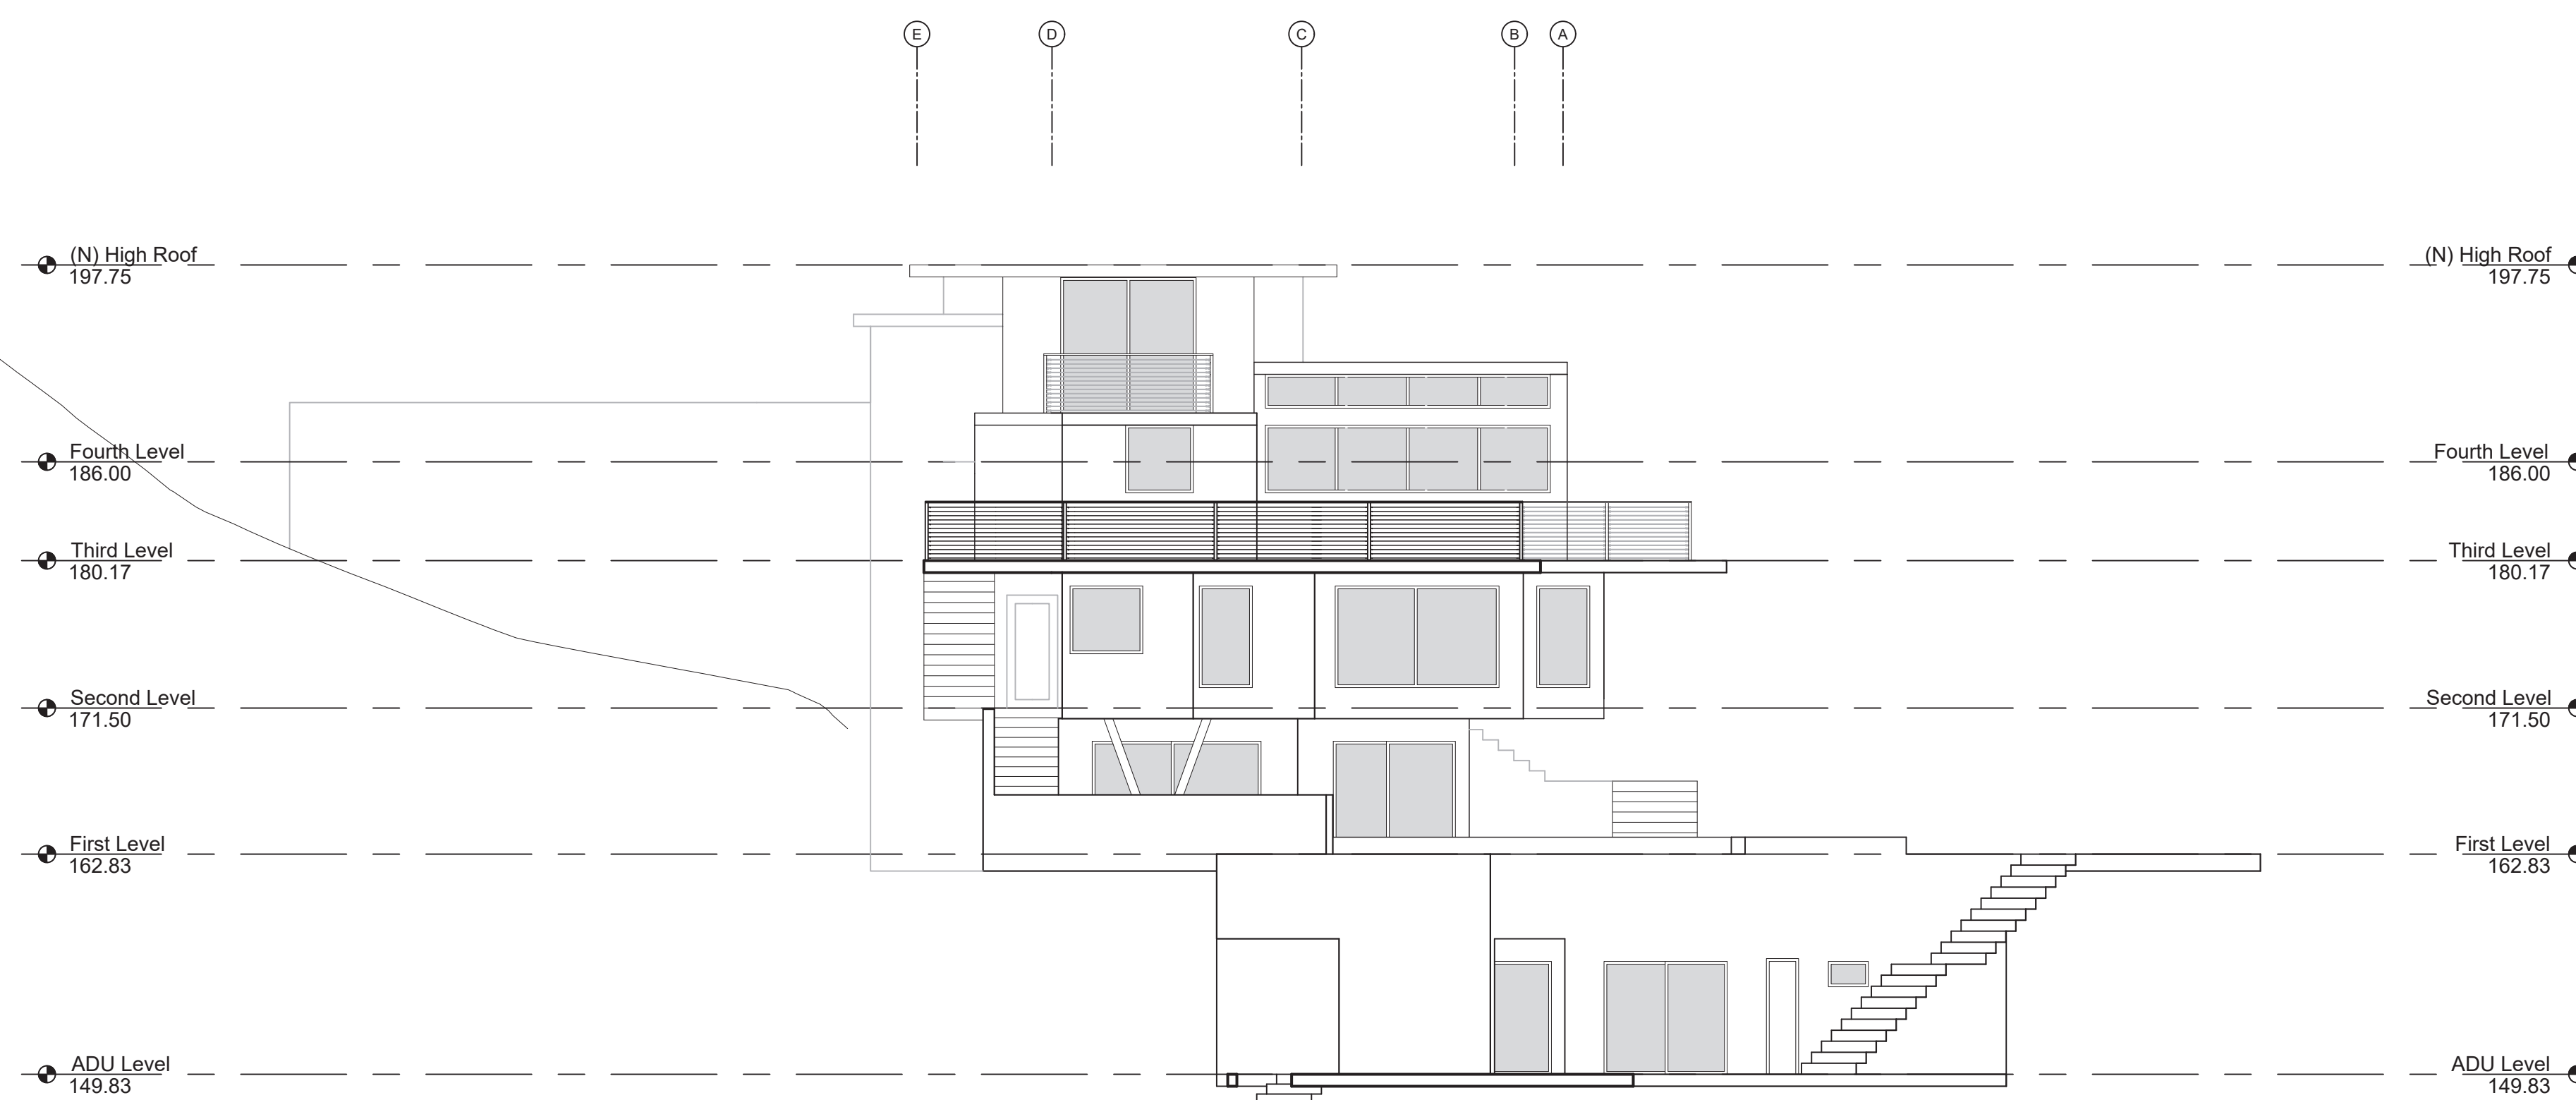 E D C B A
(N) High Roof
197.75
(N) High Roof
197.75
Fourth Level
186.00
Fourth Level
186.00
Third Level
180.17
Third Level
180.17
Second Level
171.50
Second Level
171.50
First Level
162.83
First Level
162.83
ADU Level
149.83
ADU Level
149.83